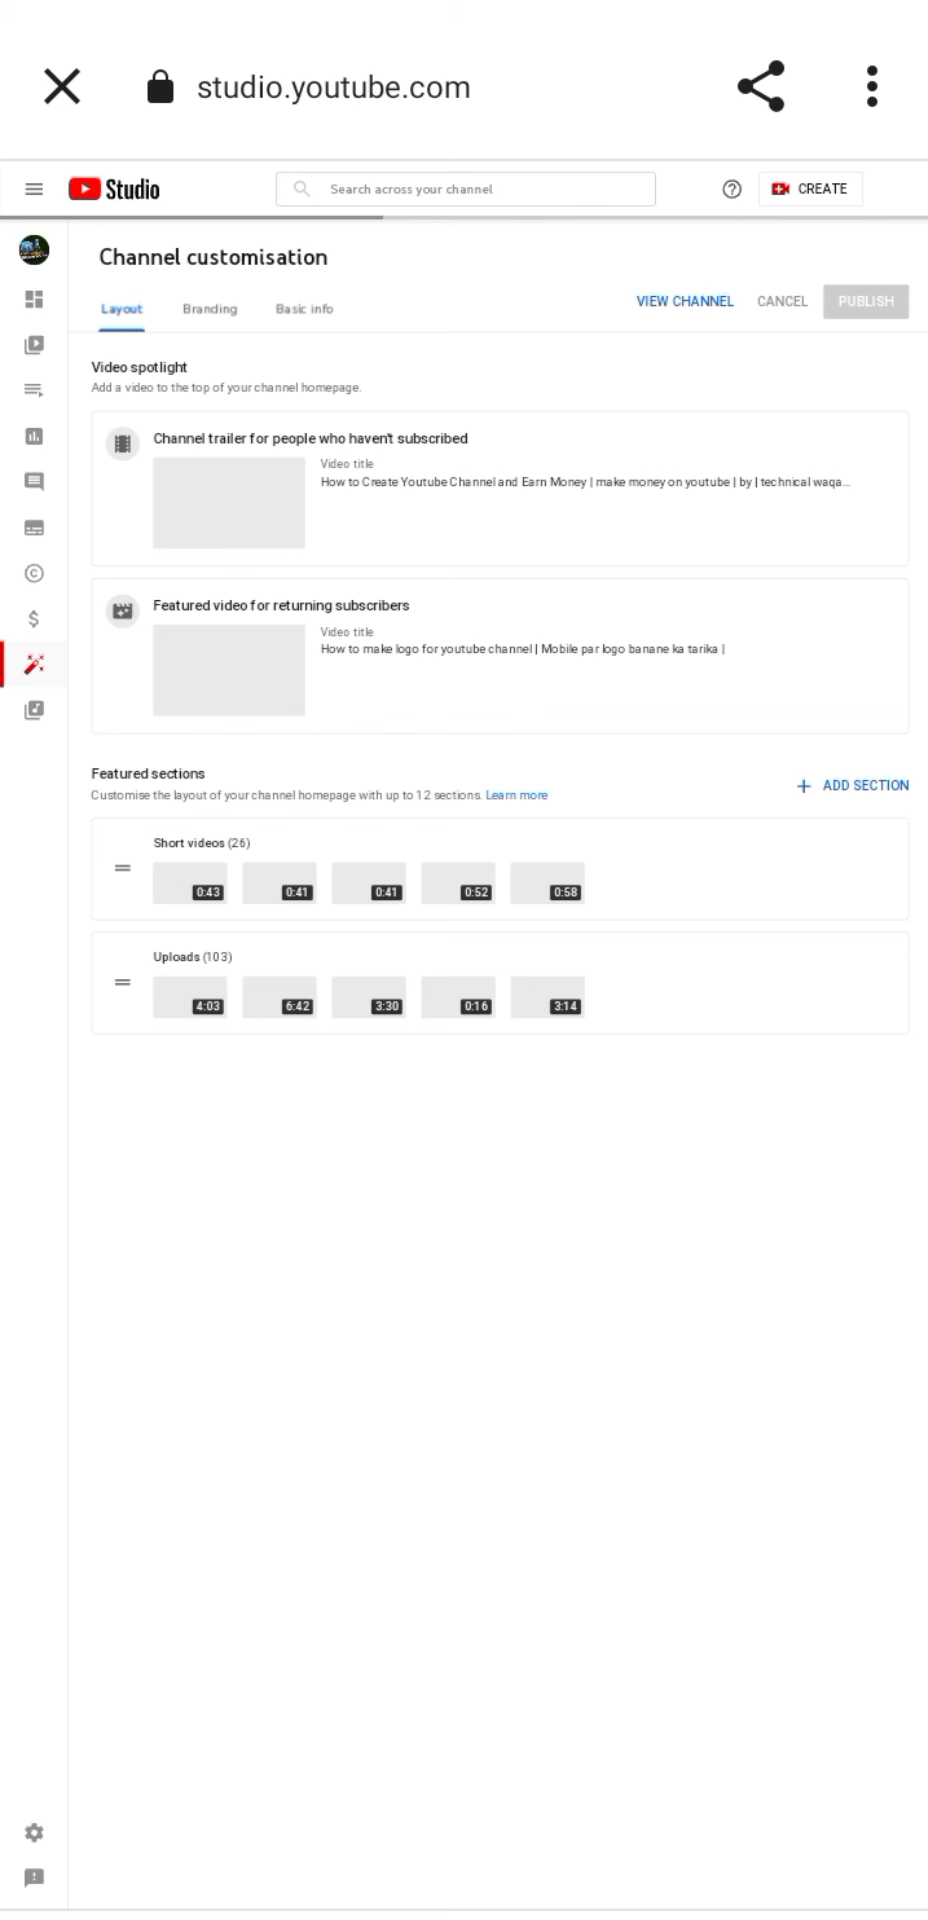 studio.youtube.com
Studio
Search across your channel
CREATE
Channel customisation
Layout
Branding
Basic info
VIEW CHANNEL
CANCEL
PUBLISH
Video spotlight
Add a video to the top of your channel homepage.
Channel trailer for people who haven't subscribed
Video title
How to Create Youtube Channel and Earn Money | make money on youtube | by | technical waqa...
Featured video for returning subscribers
Video title
How to make logo for youtube channel | Mobile par logo banane ka tarika |
Featured sections
Customise the layout of your channel homepage with up to 12 sections. Learn more
+ ADD SECTION
Short videos (26)
0:43 0:41 0:41 0:52 0:58
Uploads (103)
4:03 6:42 3:30 0:16 3:14